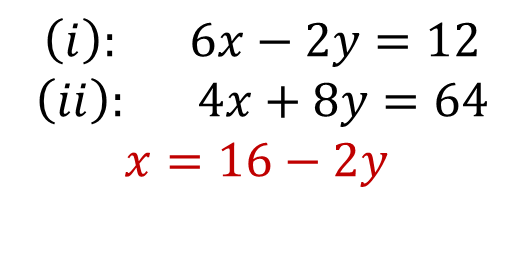 (i): 6x − 2y = 12
(ii): 4x + 8y = 64
x = 16 − 2y